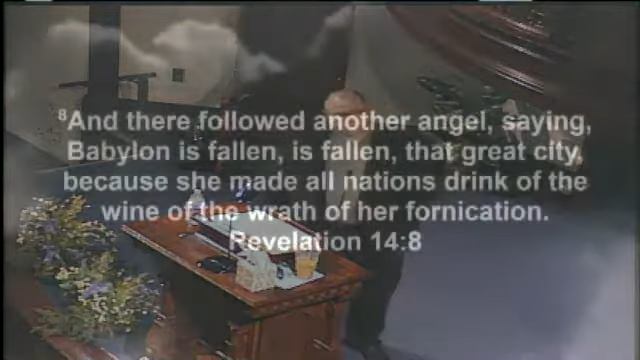 ⁸And there followed another angel, saying,
Babylon is fallen, is fallen, that great city,
because she made all nations drink of the
wine of the wrath of her fornication.
Revelation 14:8